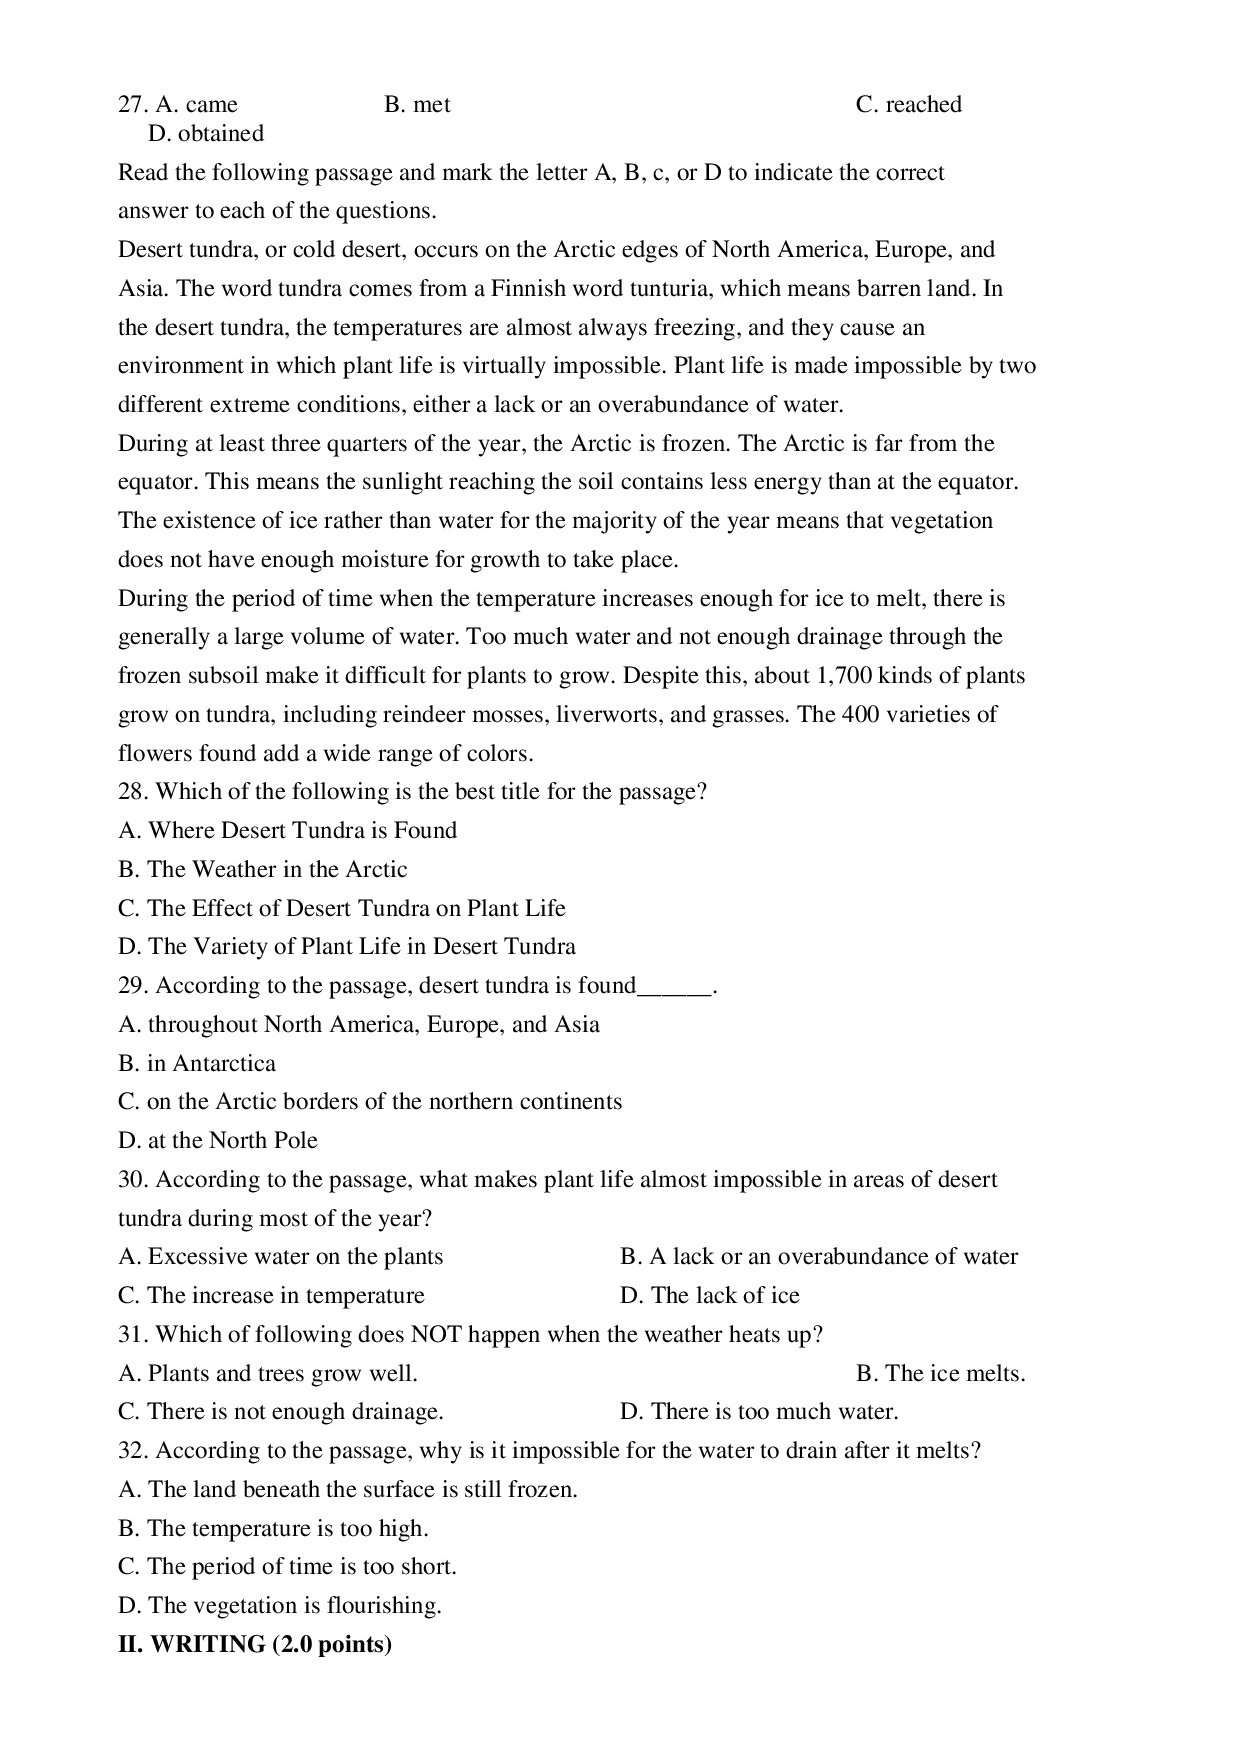 27. A. came B. met C. reached
D. obtained
Read the following passage and mark the letter A, B, c, or D to indicate the correct
answer to each of the questions.
Desert tundra, or cold desert, occurs on the Arctic edges of North America, Europe, and
Asia. The word tundra comes from a Finnish word tunturia, which means barren land. In
the desert tundra, the temperatures are almost always freezing, and they cause an
environment in which plant life is virtually impossible. Plant life is made impossible by two
different extreme conditions, either a lack or an overabundance of water.
During at least three quarters of the year, the Arctic is frozen. The Arctic is far from the
equator. This means the sunlight reaching the soil contains less energy than at the equator.
The existence of ice rather than water for the majority of the year means that vegetation
does not have enough moisture for growth to take place.
During the period of time when the temperature increases enough for ice to melt, there is
generally a large volume of water. Too much water and not enough drainage through the
frozen subsoil make it difficult for plants to grow. Despite this, about 1,700 kinds of plants
grow on tundra, including reindeer mosses, liverworts, and grasses. The 400 varieties of
flowers found add a wide range of colors.
28. Which of the following is the best title for the passage?
A. Where Desert Tundra is Found
B. The Weather in the Arctic
C. The Effect of Desert Tundra on Plant Life
D. The Variety of Plant Life in Desert Tundra
29. According to the passage, desert tundra is found______.
A. throughout North America, Europe, and Asia
B. in Antarctica
C. on the Arctic borders of the northern continents
D. at the North Pole
30. According to the passage, what makes plant life almost impossible in areas of desert
tundra during most of the year?
A. Excessive water on the plants B. A lack or an overabundance of water
C. The increase in temperature D. The lack of ice
31. Which of following does NOT happen when the weather heats up?
A. Plants and trees grow well. B. The ice melts.
C. There is not enough drainage. D. There is too much water.
32. According to the passage, why is it impossible for the water to drain after it melts?
A. The land beneath the surface is still frozen.
B. The temperature is too high.
C. The period of time is too short.
D. The vegetation is flourishing.
II. WRITING (2.0 points)